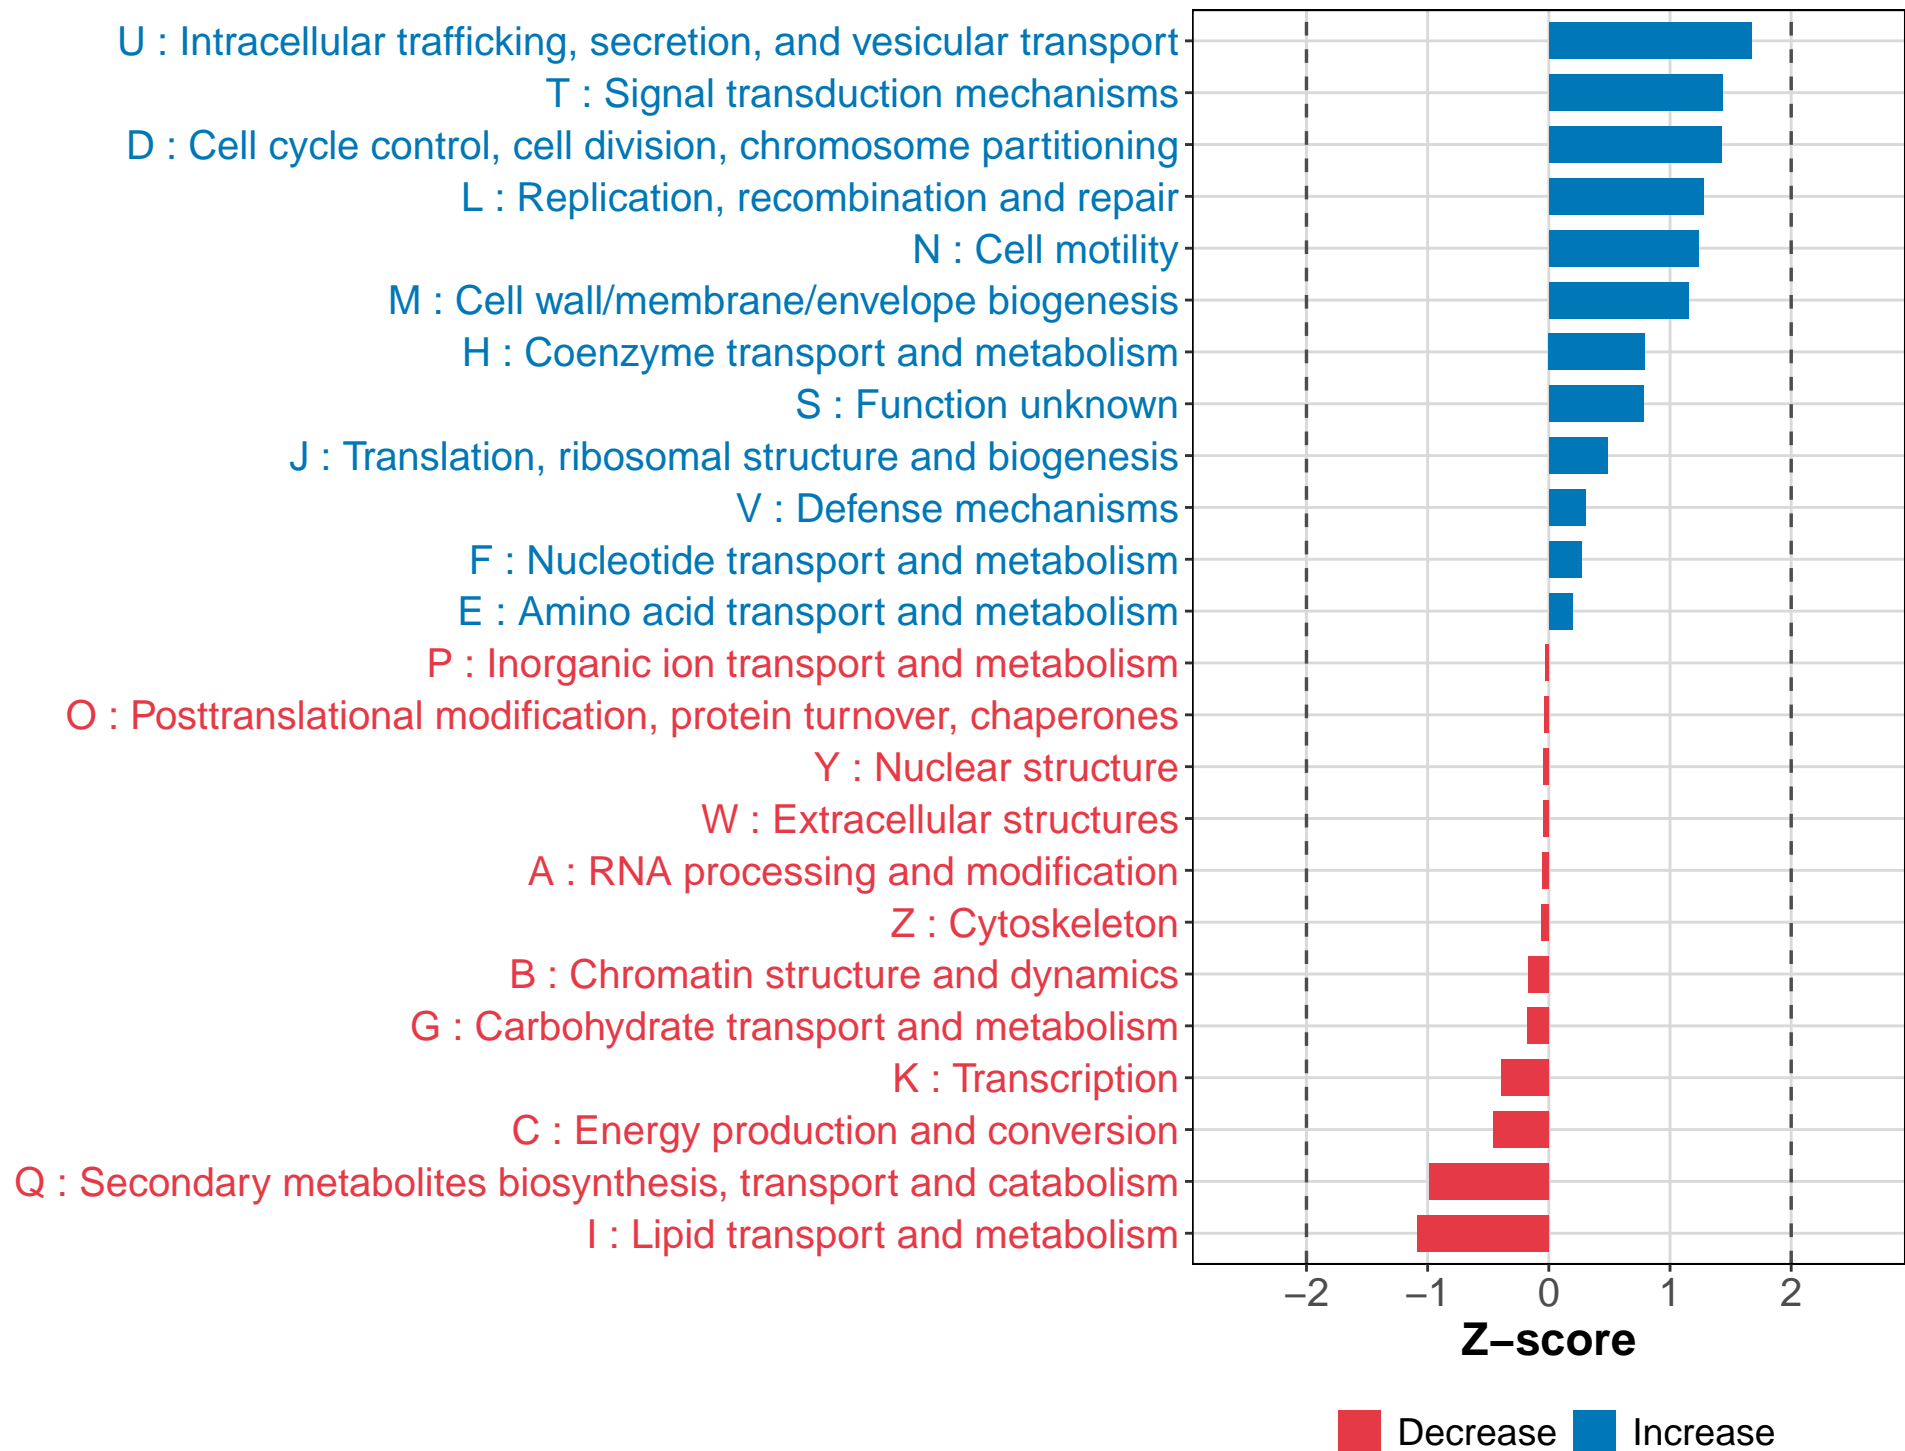 U : Intracellular trafficking, secretion, and vesicular transport
T : Signal transduction mechanisms
D : Cell cycle control, cell division, chromosome partitioning
L : Replication, recombination and repair
N : Cell motility
M : Cell wall/membrane/envelope biogenesis
H : Coenzyme transport and metabolism
S : Function unknown
J : Translation, ribosomal structure and biogenesis
V : Defense mechanisms
F : Nucleotide transport and metabolism
E : Amino acid transport and metabolism
P : Inorganic ion transport and metabolism
O : Posttranslational modification, protein turnover, chaperones
Y : Nuclear structure
W : Extracellular structures
A : RNA processing and modification
Z : Cytoskeleton
B : Chromatin structure and dynamics
G : Carbohydrate transport and metabolism
K : Transcription
C : Energy production and conversion
Q : Secondary metabolites biosynthesis, transport and catabolism
I : Lipid transport and metabolism
−2 −1 0 1 2
Z−score
Decrease Increase